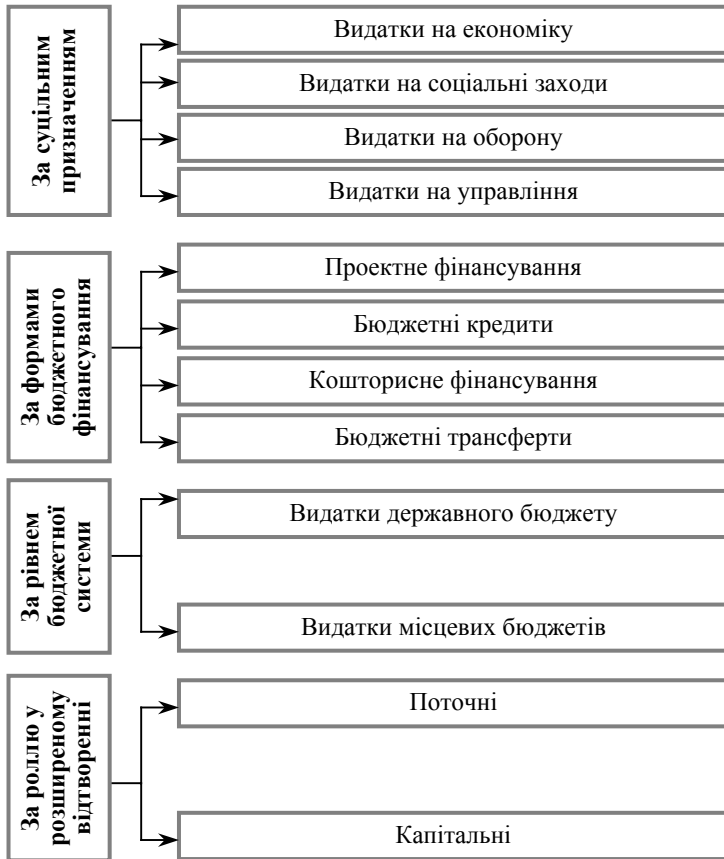 За суцільним
призначенням
Видатки на економіку
Видатки на соціальні заходи
Видатки на оборону
Видатки на управління
За формами
бюджетного
фінансування
Проектне фінансування
Бюджетні кредити
Кошторисне фінансування
Бюджетні трансферти
За рівнем
бюджетної
системи
Видатки державного бюджету
Видатки місцевих бюджетів
За роллю у
розширеному
відтворенні
Поточні
Капітальні